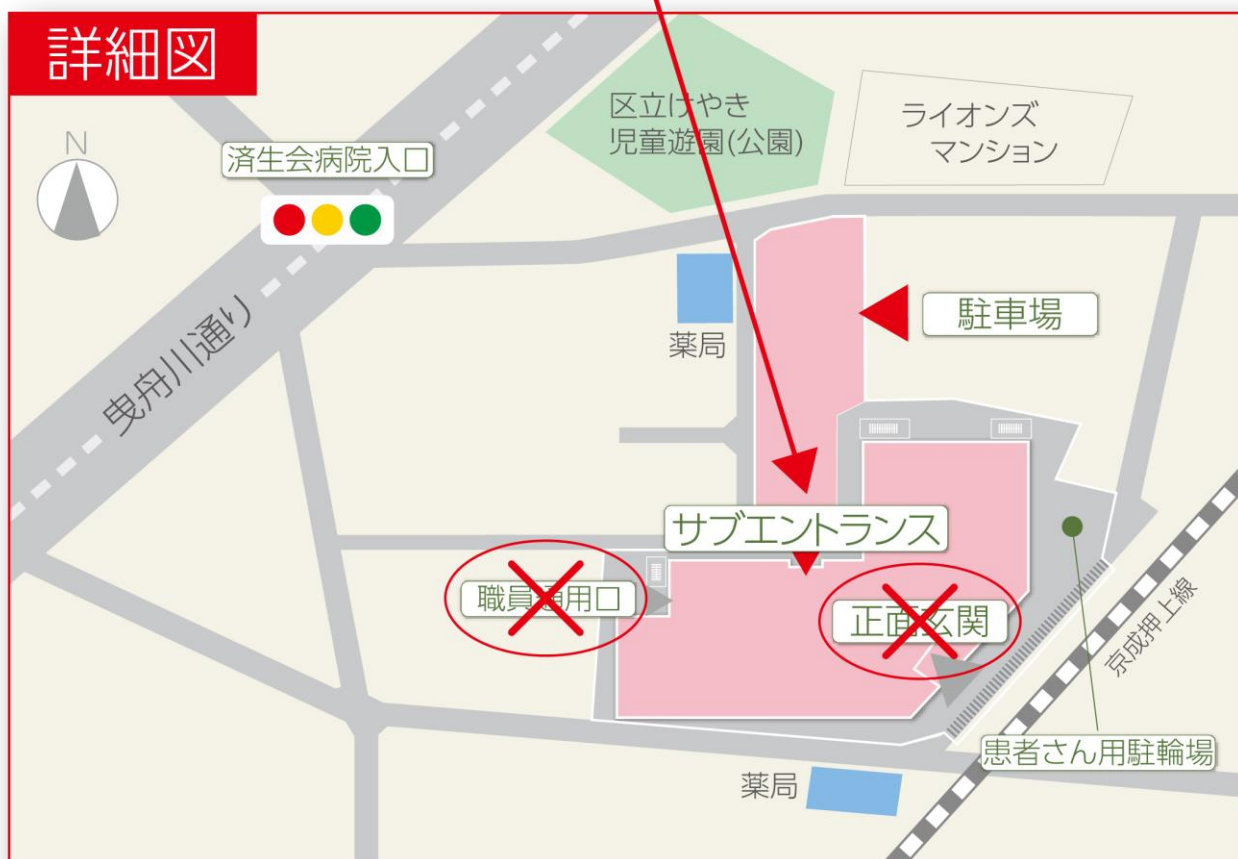 詳細図
N
済生会病院入口
区立けやき
児童遊園(公園)
ライオンズ
マンション
曳舟川通り
薬局
駐車場
サブエントランス
職員通用口
正面玄関
京成押上線
患者さん用駐輪場
薬局